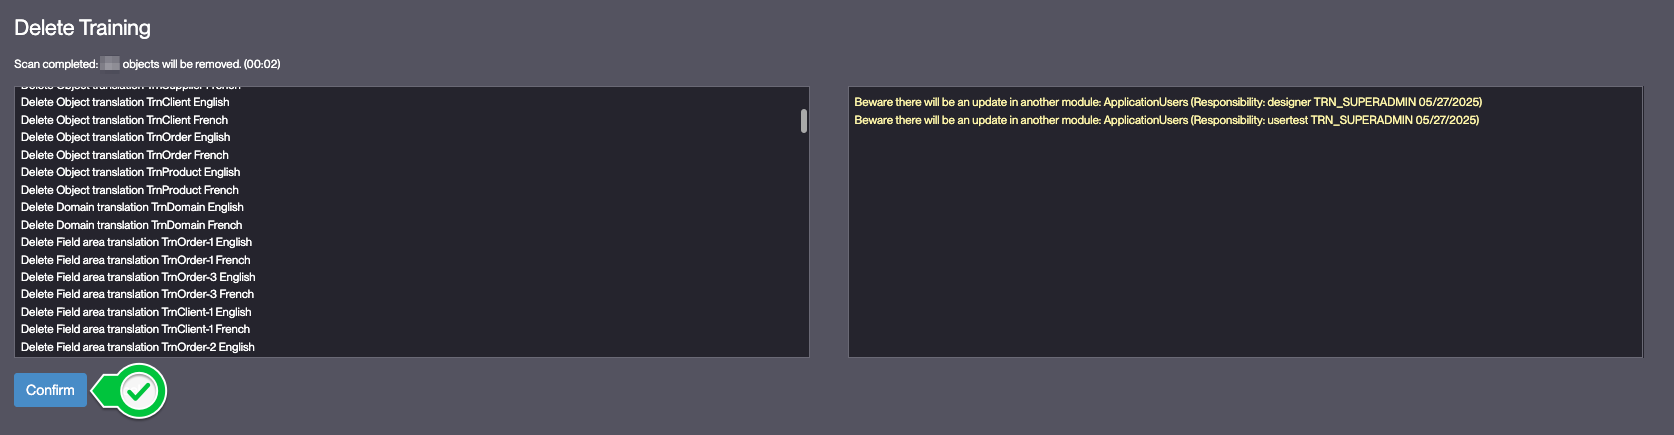 Delete Training
Scan completed: objects will be removed. (00:02)
Delete Object translation TrnSupplier French
Delete Object translation TrnClient English
Delete Object translation TrnClient French
Delete Object translation TrnOrder English
Delete Object translation TrnOrder French
Delete Object translation TrnProduct English
Delete Object translation TrnProduct French
Delete Domain translation TrnDomain English
Delete Domain translation TrnDomain French
Delete Field area translation TrnOrder-1 English
Delete Field area translation TrnOrder-1 French
Delete Field area translation TrnOrder-3 English
Delete Field area translation TrnOrder-3 French
Delete Field area translation TrnClient-1 English
Delete Field area translation TrnClient-1 French
Delete Field area translation TrnOrder-2 English
Beware there will be an update in another module: ApplicationUsers (Responsibility: designer TRN_SUPERADMIN 05/27/2025)
Beware there will be an update in another module: ApplicationUsers (Responsibility: usertest TRN_SUPERADMIN 05/27/2025)
Confirm